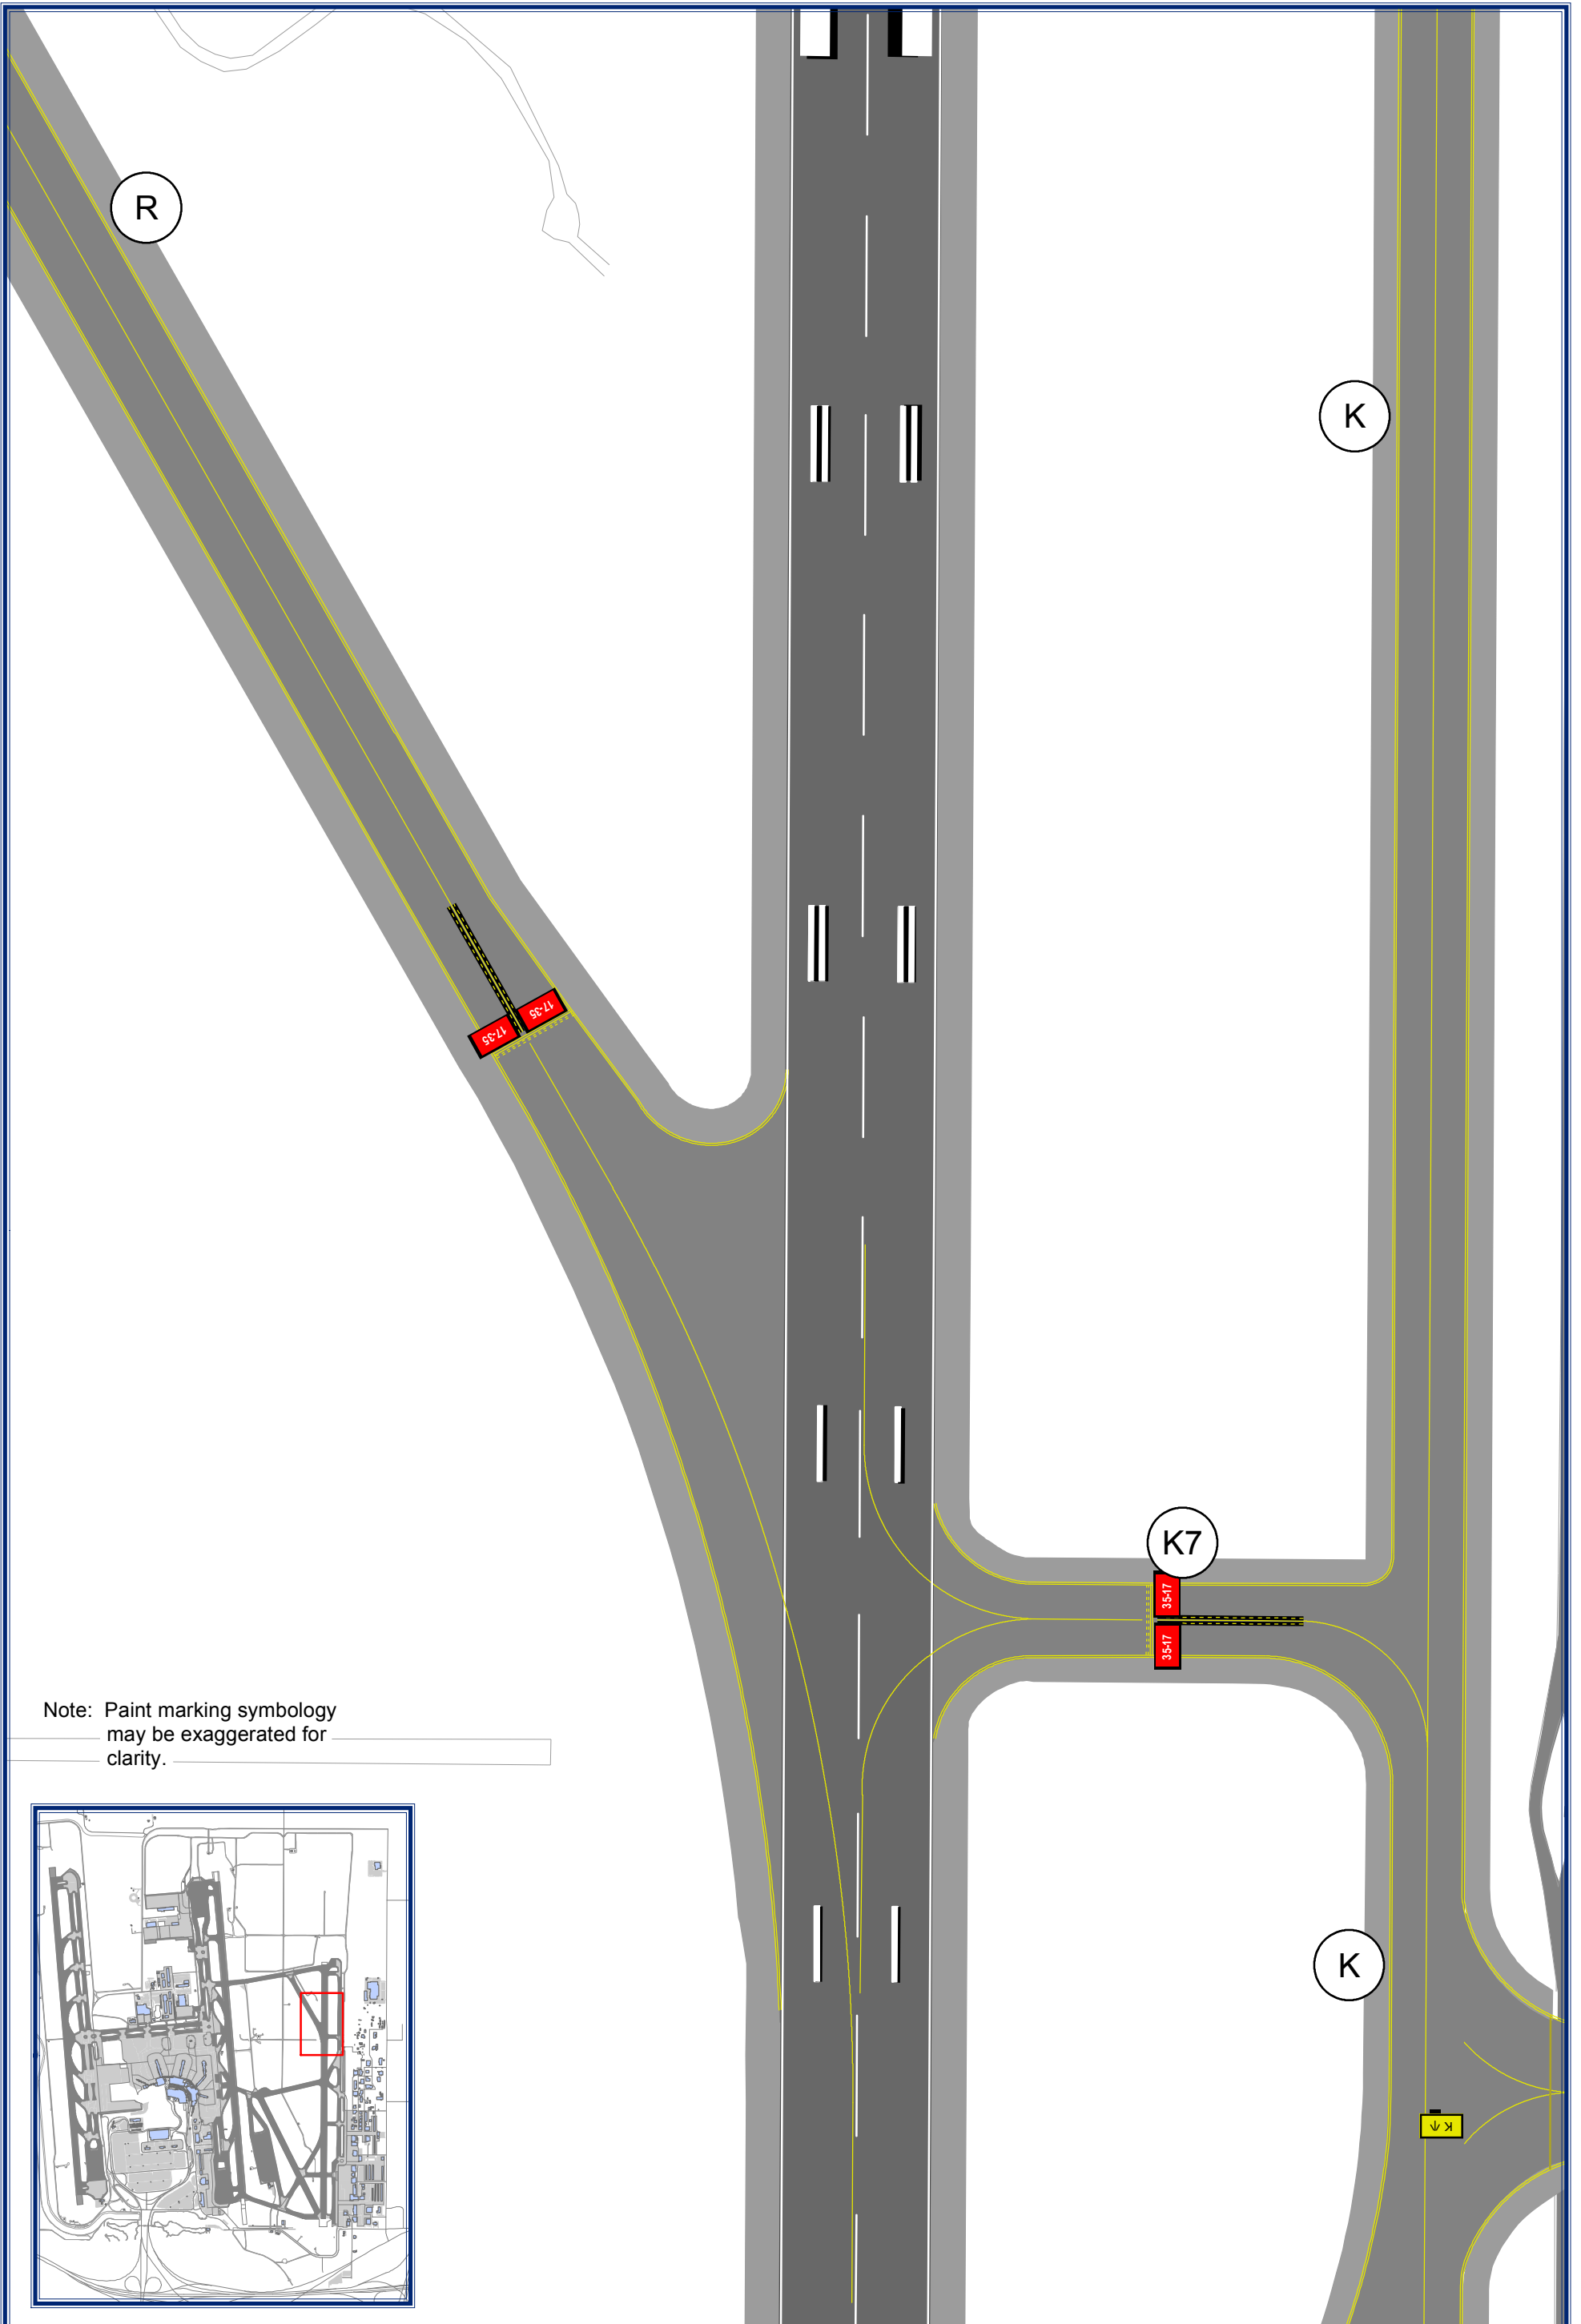 R
K
17-35
17-35
K7
35-17
35-17
Note: Paint marking symbology
may be exaggerated for
clarity.
K
K